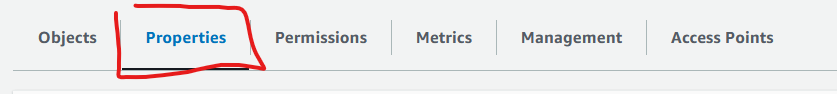 Objects Properties Permissions Metrics Management Access Points